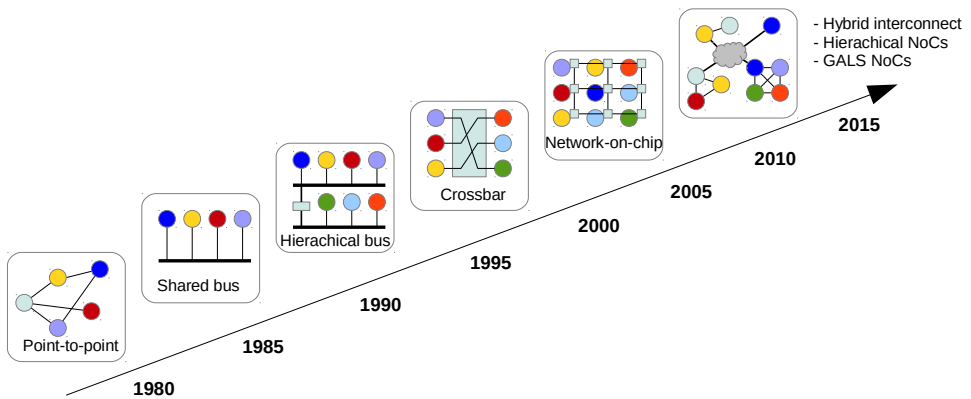 - Hybrid interconnect
- Hierachical NoCs
- GALS NoCs
Network-on-chip
Crossbar
Hierachical bus
Shared bus
Point-to-point
1980
1985
1990
1995
2000
2005
2010
2015